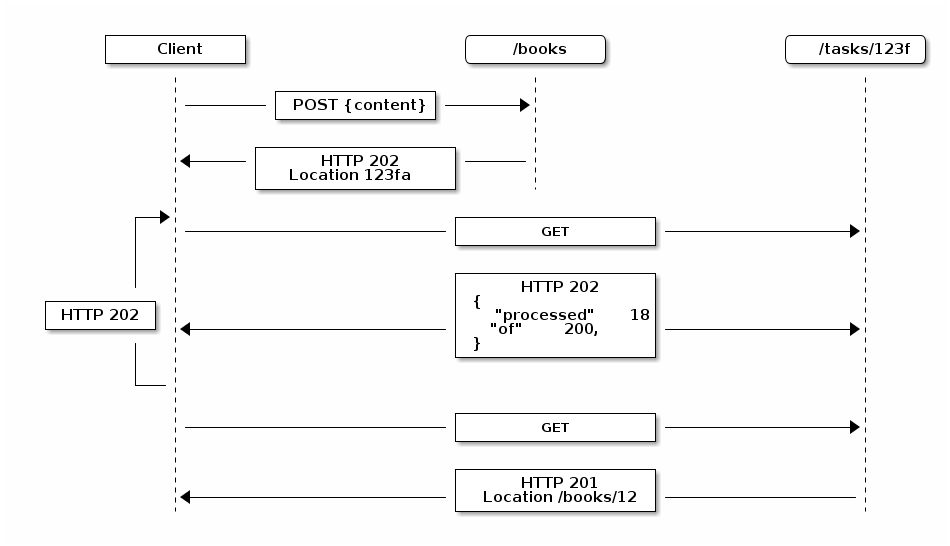 Client
/books
/tasks/123f
POST {content}
HTTP 202
Location 123fa
GET
HTTP 202
{
"processed" 18
"of" 200,
}
HTTP 202
GET
HTTP 201
Location /books/12